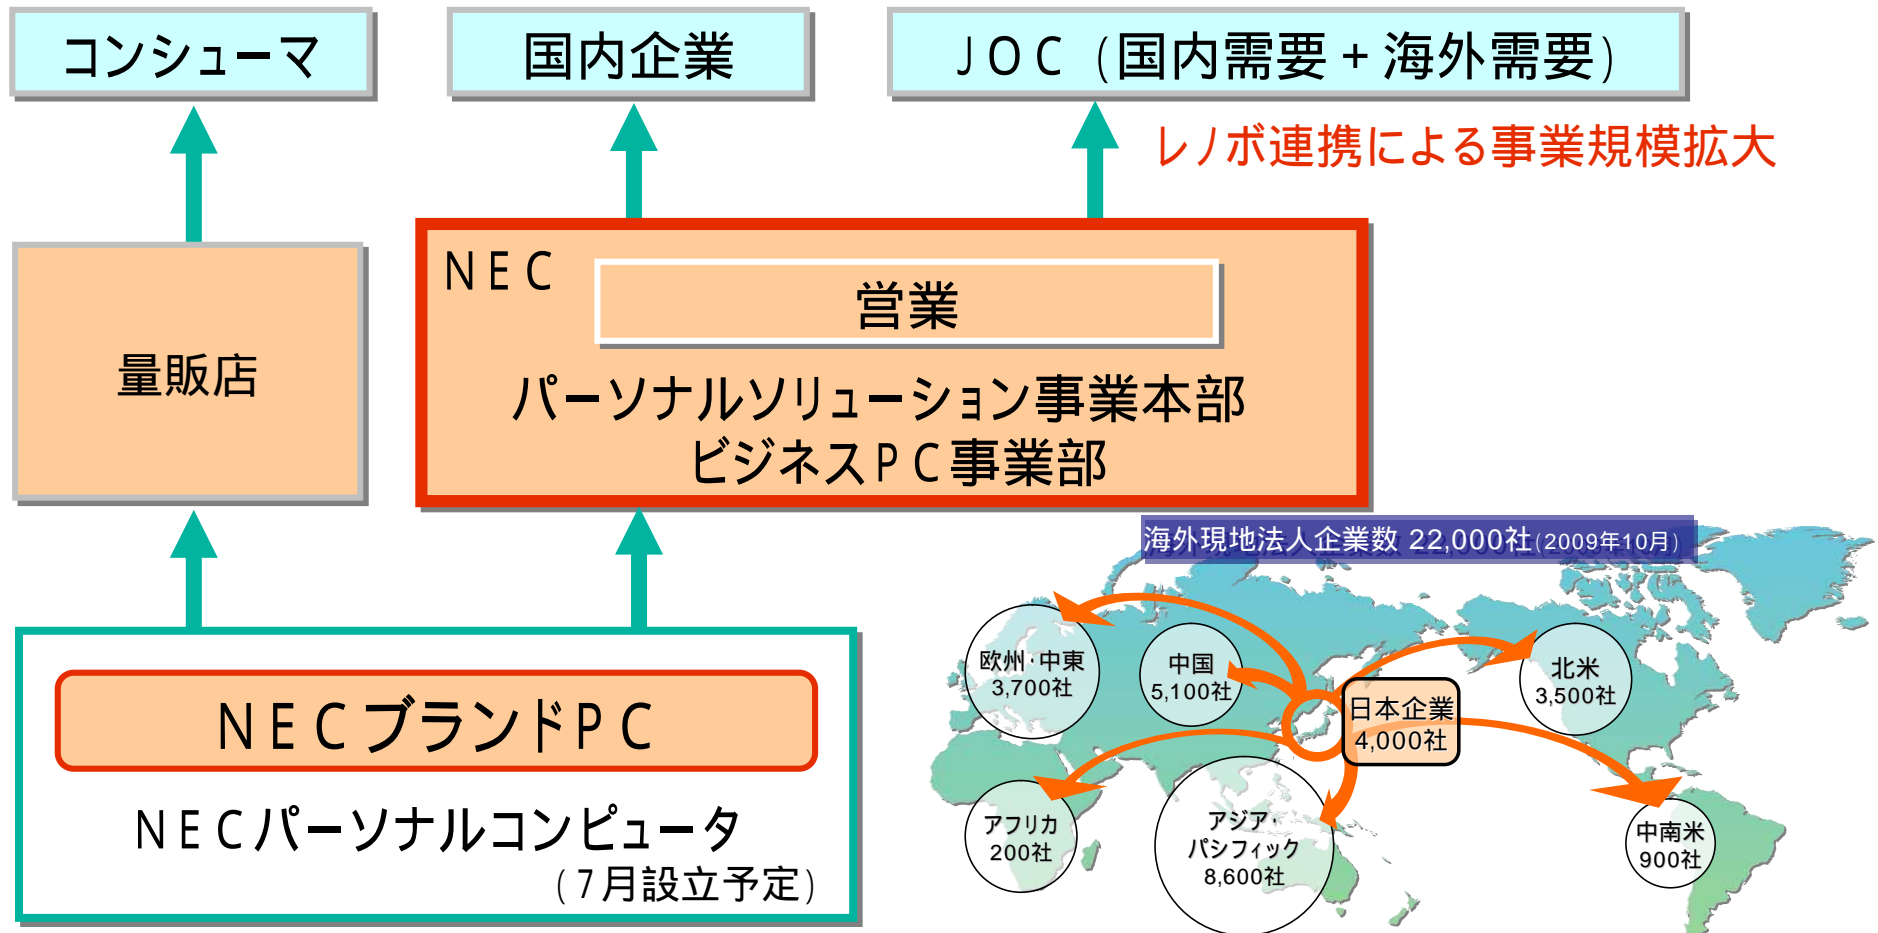 コンシューマ
国内企業
JOC(国内需要+海外需要)
レノボ連携による事業規模拡大
NEC
営業
量販店
パーソナルソリューション事業本部
ビジネスPC事業部
海外現地法人企業数 22,000社(2009年10月)
欧州・中東
3,700社
中国
5,100社
北米
3,500社
日本企業
4,000社
アフリカ
200社
アジア・
パシフィック
8,600社
中南米
900社
NECブランドPC
NECパーソナルコンピュータ
(7月設立予定)